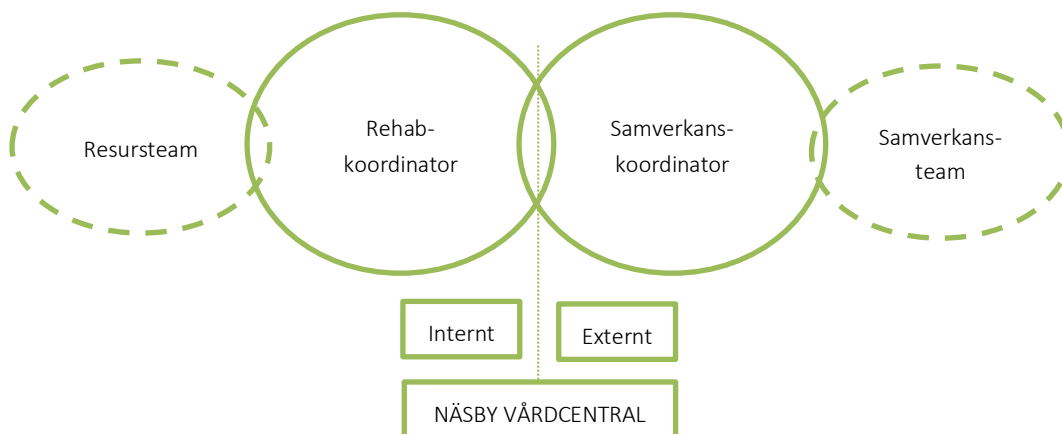 Resursteam
Rehab-
koordinator
Samverkans-
koordinator
Samverkans-
team
Internt
Externt
NÄSBY VÅRDCENTRAL